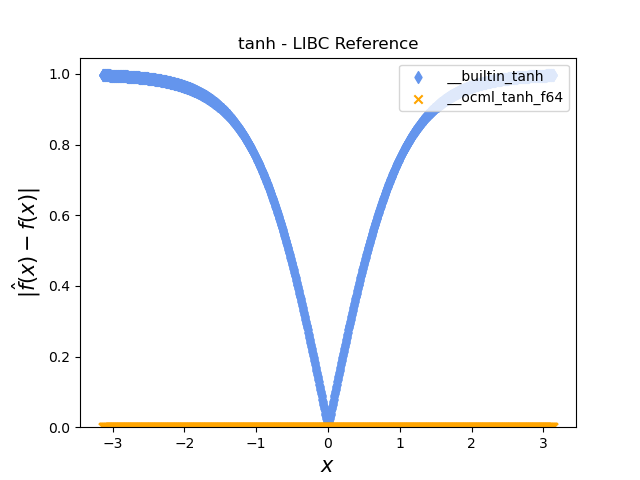 tanh - LIBC Reference
__builtin_tanh
__ocml_tanh_f64
|f̂(x) − f(x)|
1.0
0.8
0.6
0.4
0.2
0.0
−3 −2 −1 0 1 2 3
x